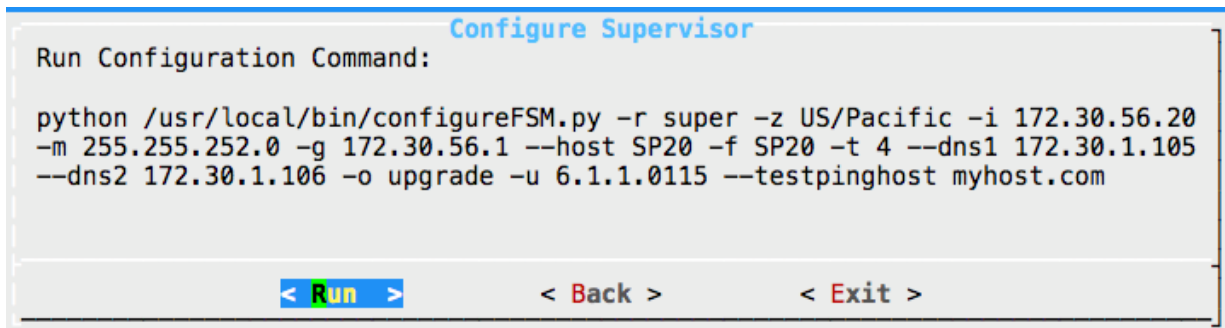 Configure Supervisor
Run Configuration Command:
python /usr/local/bin/configureFSM.py -r super -z US/Pacific -i 172.30.56.20
-m 255.255.252.0 -g 172.30.56.1 --host SP20 -f SP20 -t 4 --dns1 172.30.1.105
--dns2 172.30.1.106 -o upgrade -u 6.1.1.0115 --testpinghost myhost.com
< Run > < Back > < Exit >